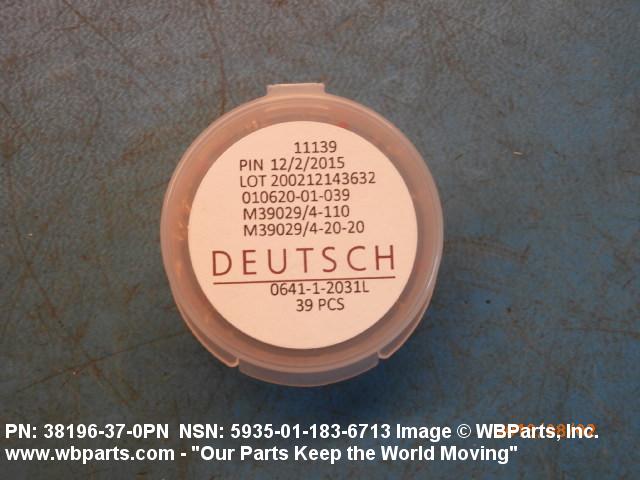 11139
PIN 12/2/2015
LOT 200212143632
010620-01-039
M39029/4-110
M39029/4-20-20
DEUTSCH
0641-1-2031L
39 PCS
PN: 38196-37-0PN NSN: 5935-01-183-6713 Image © WBParts, Inc.
www.wbparts.com - "Our Parts Keep the World Moving"